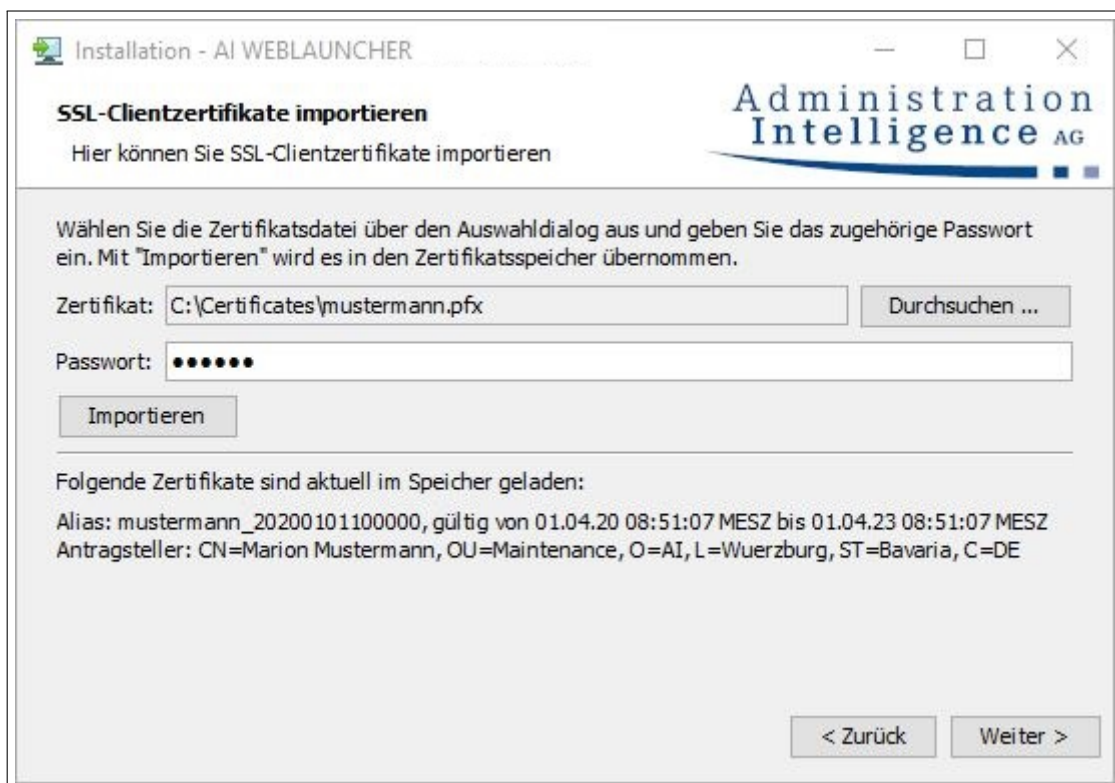 Installation - AI WEBLAUNCHER
SSL-Clientzertifikate importieren
Hier können Sie SSL-Clientzertifikate importieren
Administration
Intelligence AG
Wählen Sie die Zertifikatsdatei über den Auswahldialog aus und geben Sie das zugehörige Passwort
ein. Mit "Importieren" wird es in den Zertifikatsspeicher übernommen.
Zertifikat: C:\Certificates\mustermann.pfx Durchsuchen ...
Passwort: ●●●●●●
Importieren
Folgende Zertifikate sind aktuell im Speicher geladen:
Alias: mustermann_20200101100000, gültig von 01.04.20 08:51:07 MESZ bis 01.04.23 08:51:07 MESZ
Antragsteller: CN=Marion Mustermann, OU=Maintenance, O=AI, L=Wuerzburg, ST=Bavaria, C=DE
< Zurück Weiter >